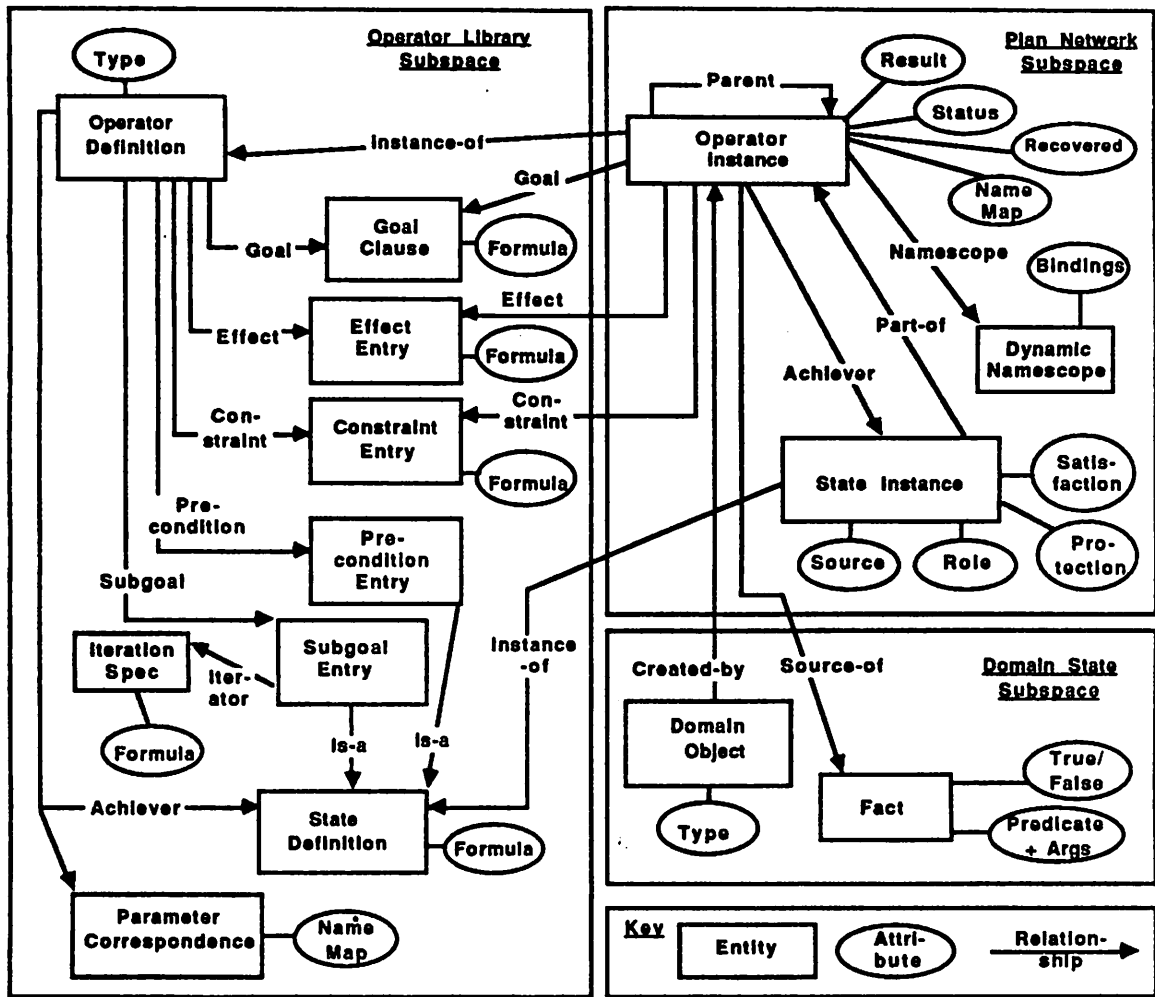 Operator Library
Subspace
Type
Operator
Definition
Instance-of
Goal
Goal
Clause
Formula
Goal
Effect
Effect
Entry
Formula
Effect
Con-
straint
Constraint
Entry
Formula
Con-
straint
Pre-
condition
Pre-
condition
Entry
Subgoal
Subgoal
Entry
Iteration
Spec
Iter-
ator
Formula
Is-a
Is-a
Instance
-of
Achiever
State
Definition
Formula
Parameter
Correspondence
Name
Map
Plan Network
Subspace
Parent
Result
Status
Recovered
Name
Map
Operator
Instance
Namescope
Bindings
Dynamic
Namescope
Part-of
Achiever
State Instance
Satis-
faction
Pro-
tection
Source
Role
Domain State
Subspace
Created-by
Source-of
Domain
Object
Type
Fact
True/
False
Predicate
+ Args
Key
Entity
Attri-
bute
Relation-
ship